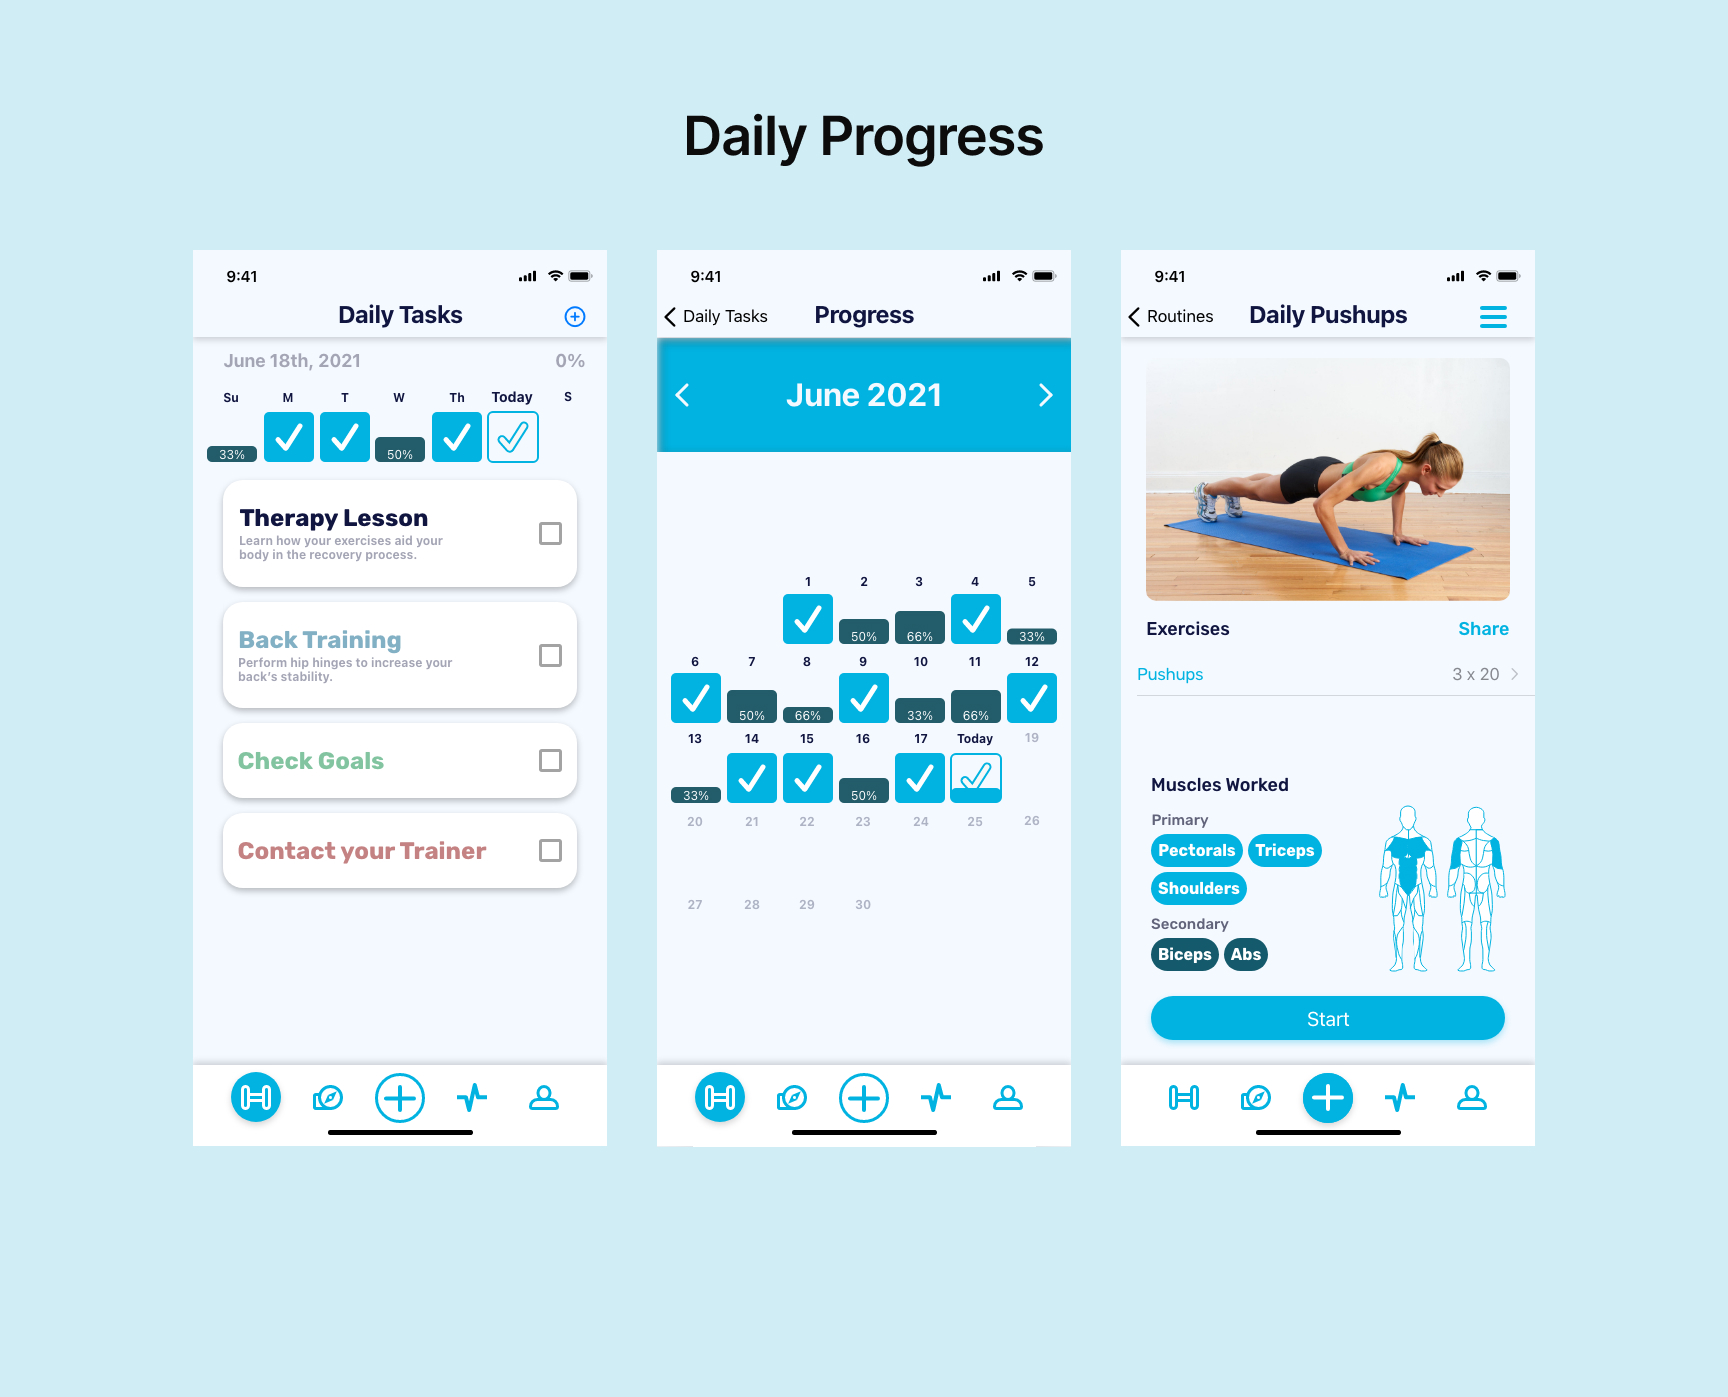 Daily Progress
9:41
Daily Tasks
June 18th, 2021
0%
Su M T W Th Today S
33% 50%
Therapy Lesson
Learn how your exercises aid your
body in the recovery process.
Back Training
Perform hip hinges to increase your
back's stability.
Check Goals
Contact your Trainer
9:41
Daily Tasks
Progress
June 2021
1 2 3 4 5
50% 66% 33%
6 7 8 9 10 11 12
50% 66% 33% 66%
13 14 15 16 17 Today 19
33% 50%
20 21 22 23 24 25 26
27 28 29 30
9:41
Routines
Daily Pushups
Exercises
Share
Pushups
3 x 20
Muscles Worked
Primary
Pectorals Triceps
Shoulders
Secondary
Biceps Abs
Start